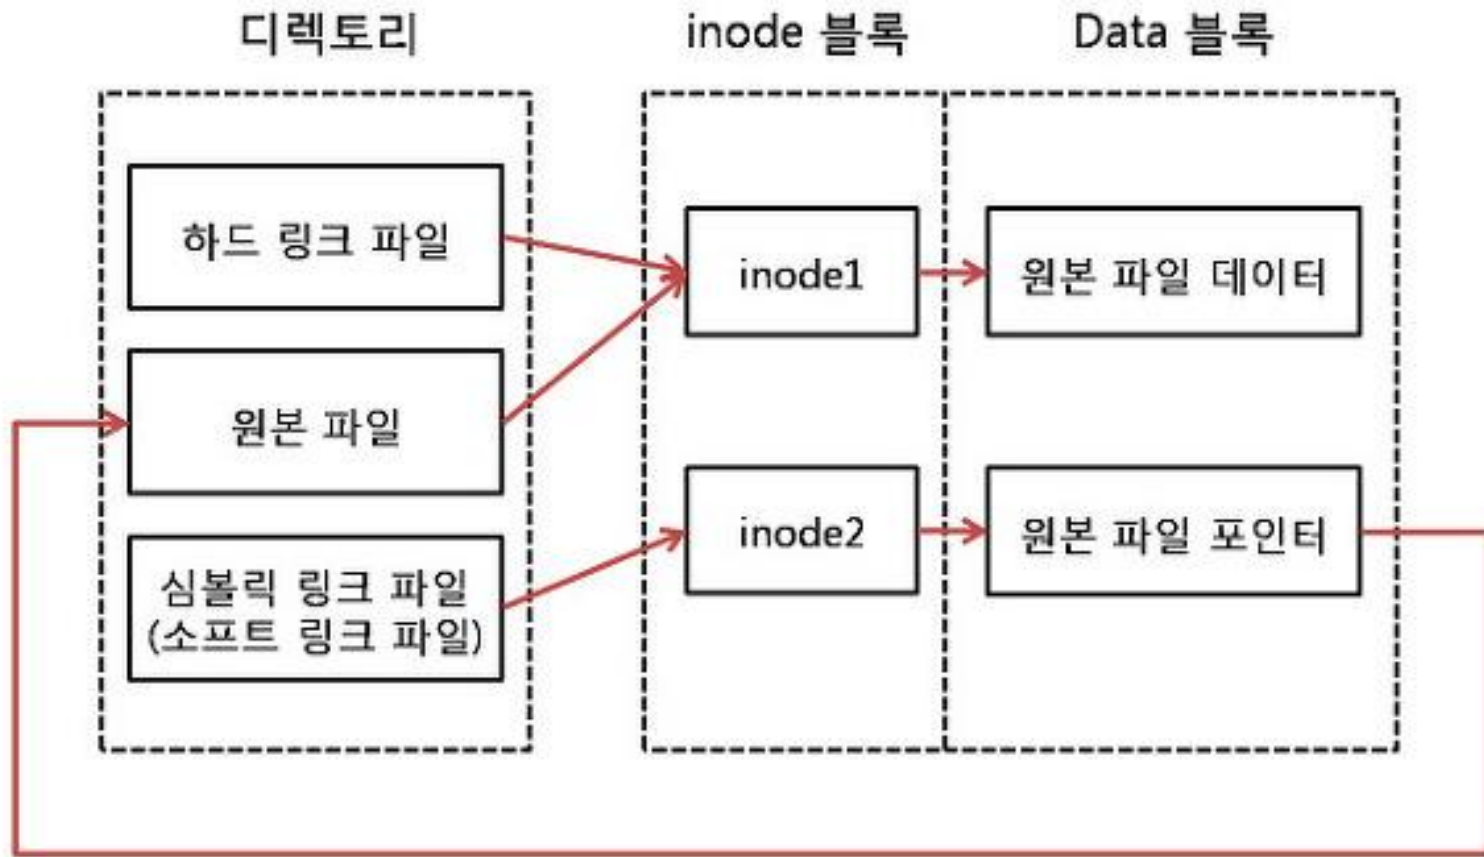 디렉토리
inode 블록
Data 블록
하드 링크 파일
inode1
원본 파일 데이터
원본 파일
inode2
원본 파일 포인터
심볼릭 링크 파일
(소프트 링크 파일)